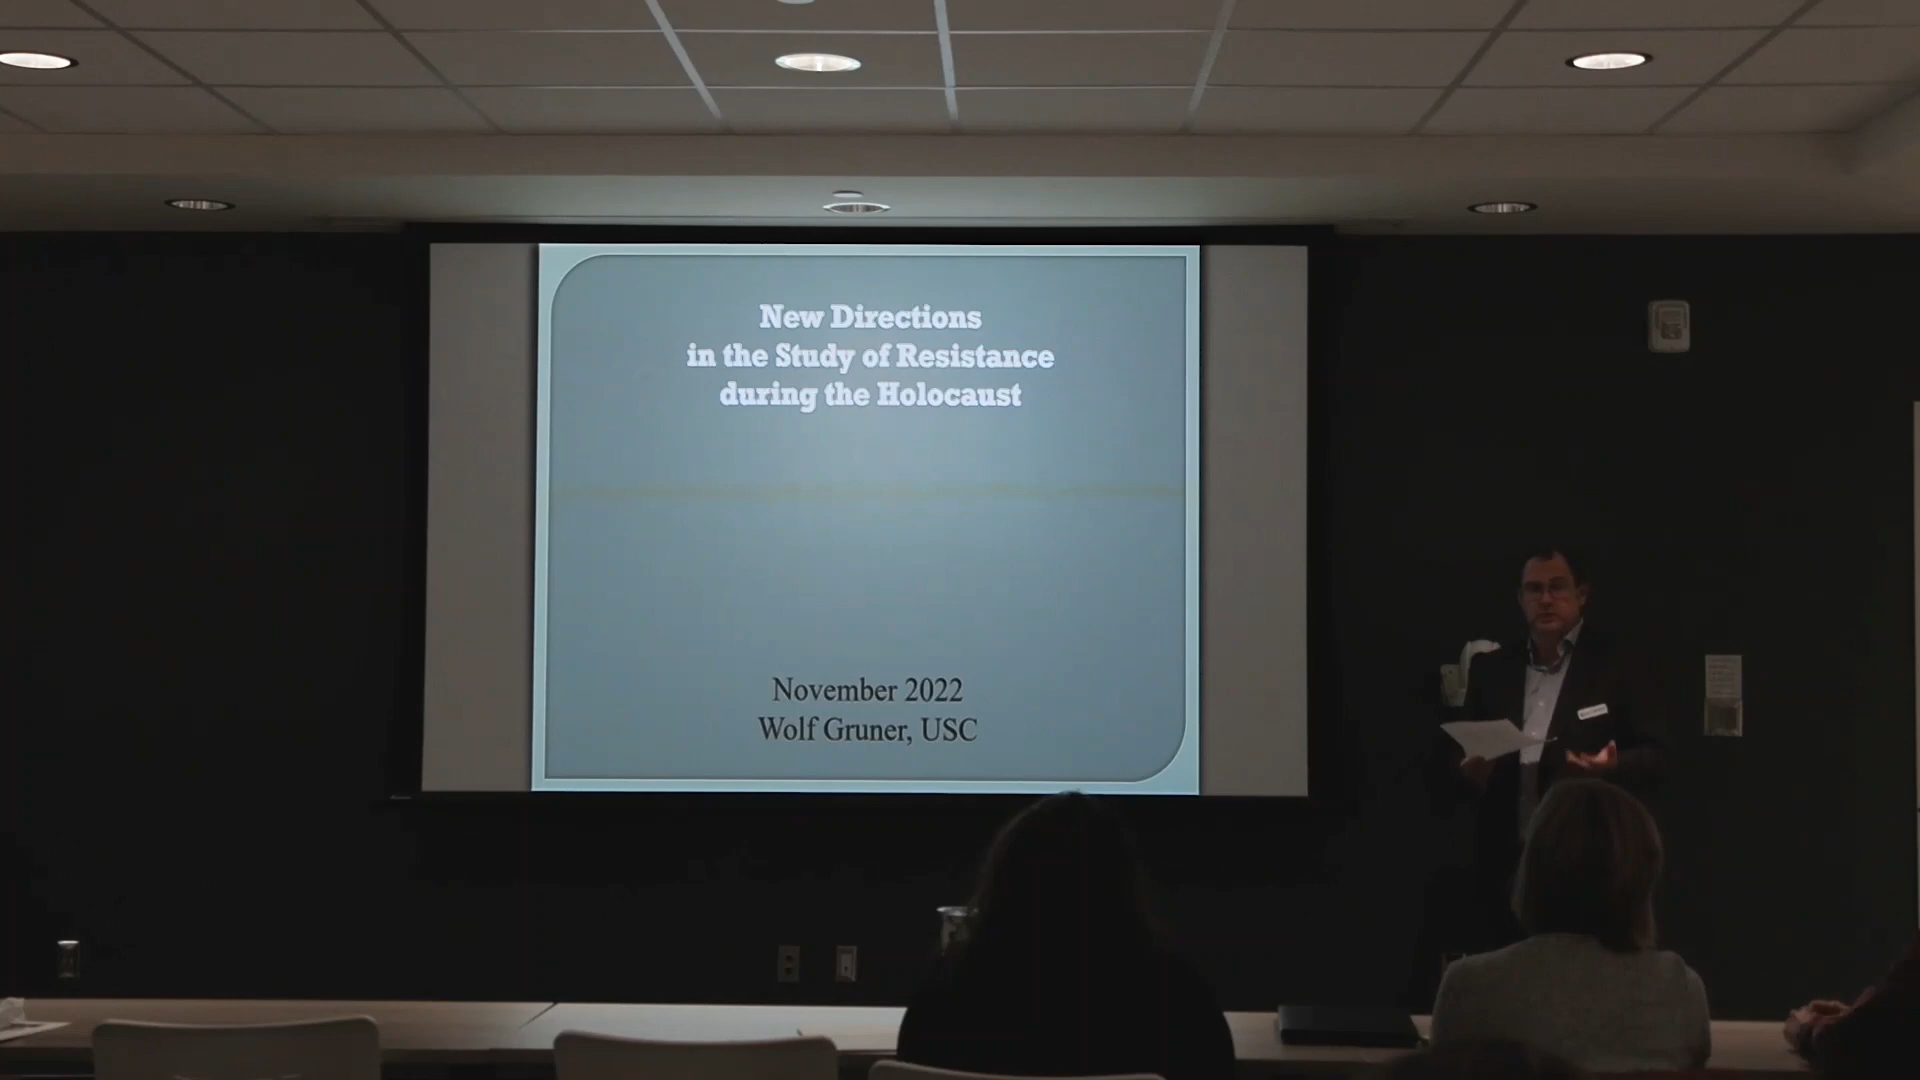 New Directions
in the Study of Resistance
during the Holocaust
November 2022
Wolf Gruner, USC